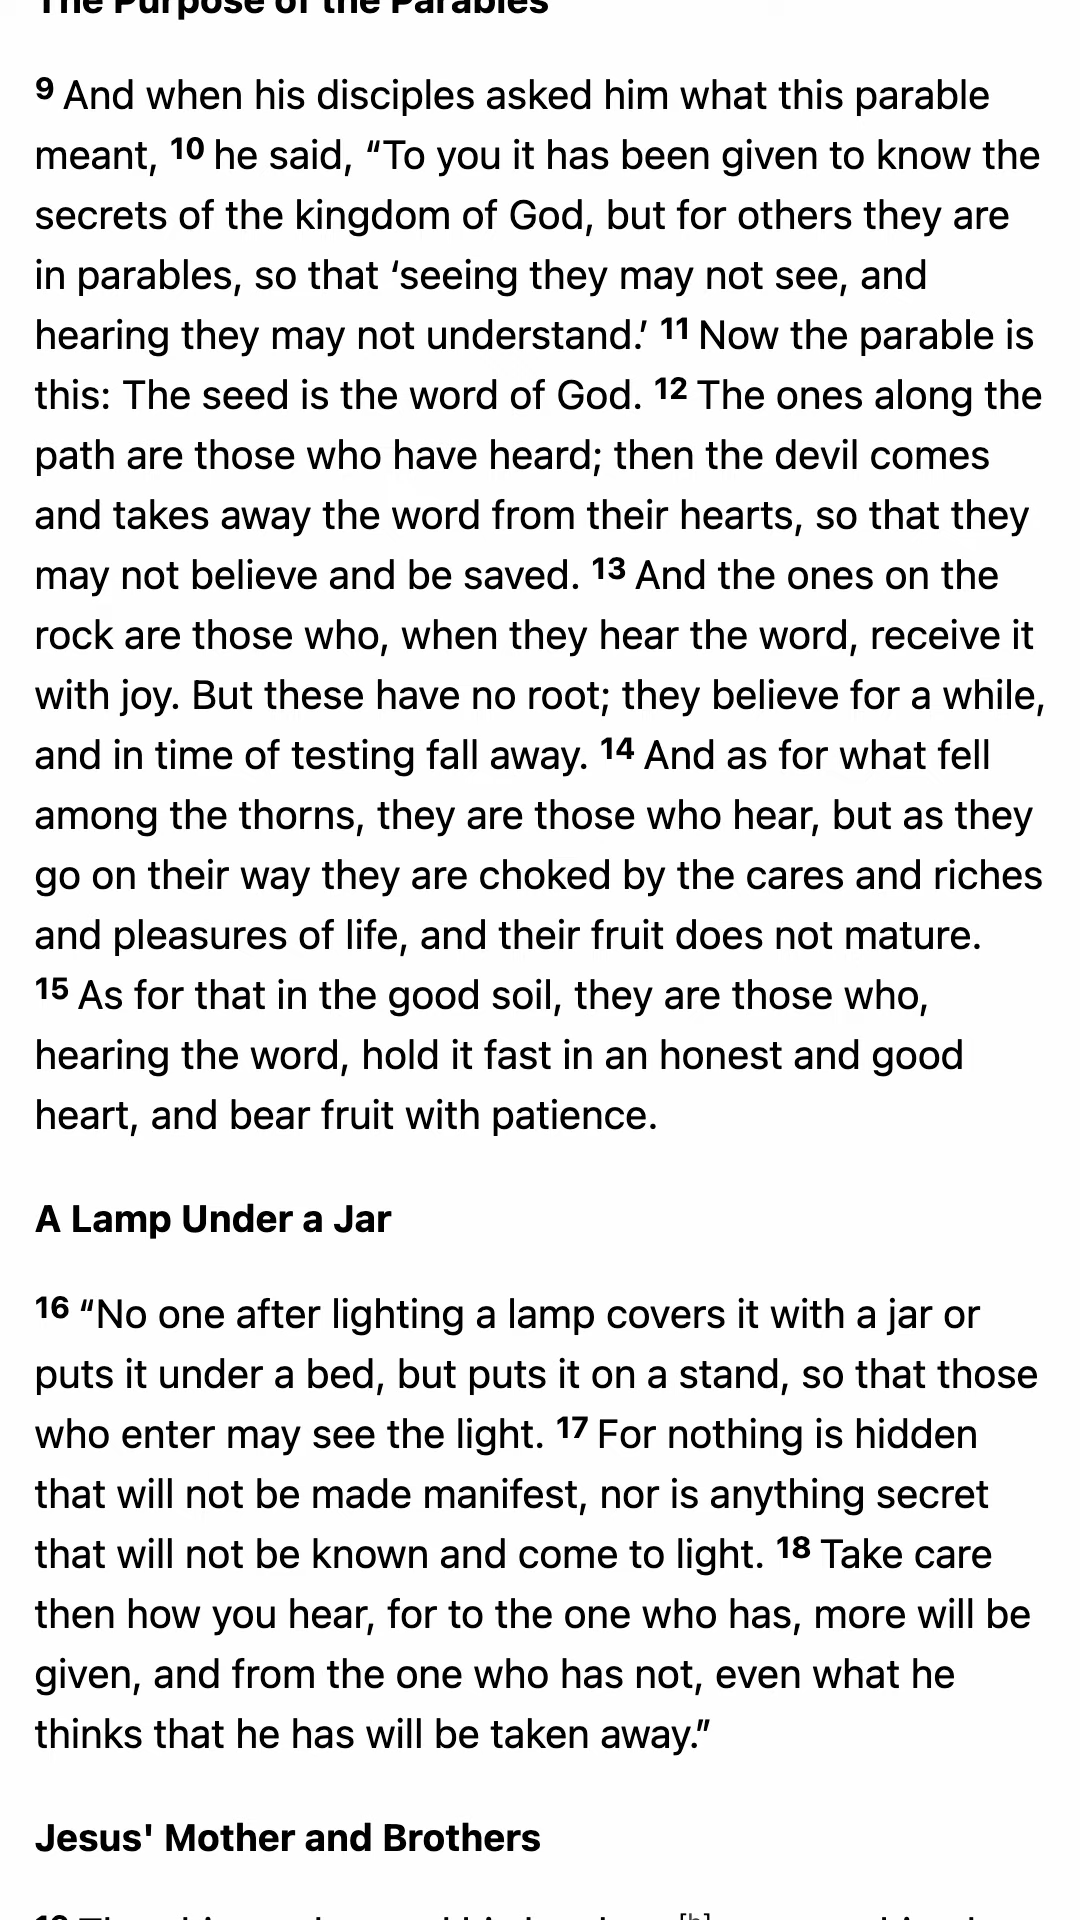 The Purpose of the Parables
9 And when his disciples asked him what this parable
meant, 10 he said, “To you it has been given to know the
secrets of the kingdom of God, but for others they are
in parables, so that ‘seeing they may not see, and
hearing they may not understand.’ 11 Now the parable is
this: The seed is the word of God. 12 The ones along the
path are those who have heard; then the devil comes
and takes away the word from their hearts, so that they
may not believe and be saved. 13 And the ones on the
rock are those who, when they hear the word, receive it
with joy. But these have no root; they believe for a while,
and in time of testing fall away. 14 And as for what fell
among the thorns, they are those who hear, but as they
go on their way they are choked by the cares and riches
and pleasures of life, and their fruit does not mature.
15 As for that in the good soil, they are those who,
hearing the word, hold it fast in an honest and good
heart, and bear fruit with patience.
A Lamp Under a Jar
16 “No one after lighting a lamp covers it with a jar or
puts it under a bed, but puts it on a stand, so that those
who enter may see the light. 17 For nothing is hidden
that will not be made manifest, nor is anything secret
that will not be known and come to light. 18 Take care
then how you hear, for to the one who has, more will be
given, and from the one who has not, even what he
thinks that he has will be taken away.”
Jesus' Mother and Brothers